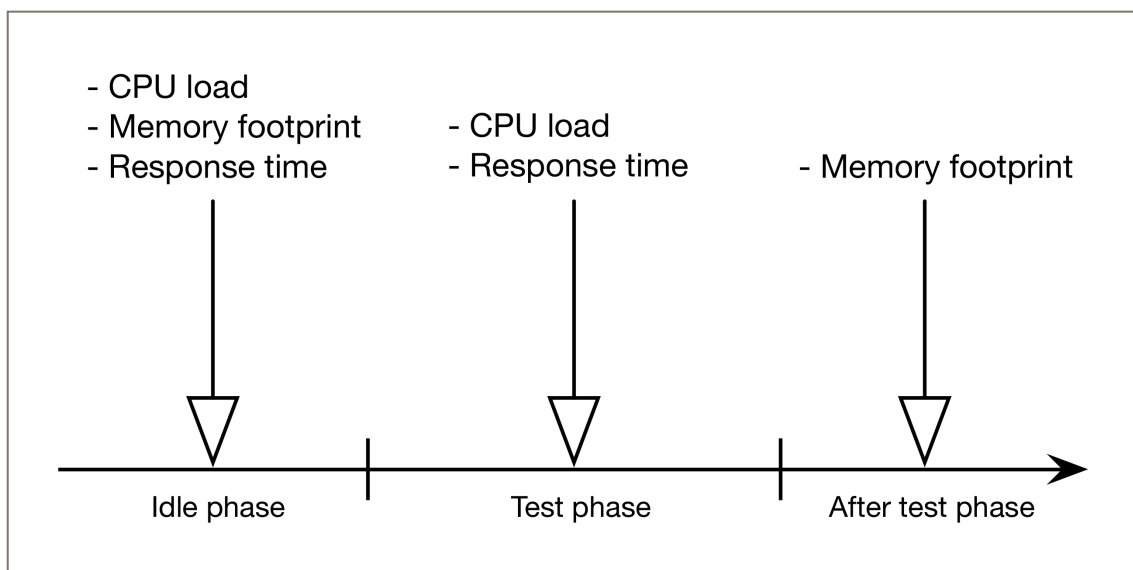 - CPU load
- Memory footprint
- Response time
- CPU load
- Response time
- Memory footprint
Idle phase
Test phase
After test phase